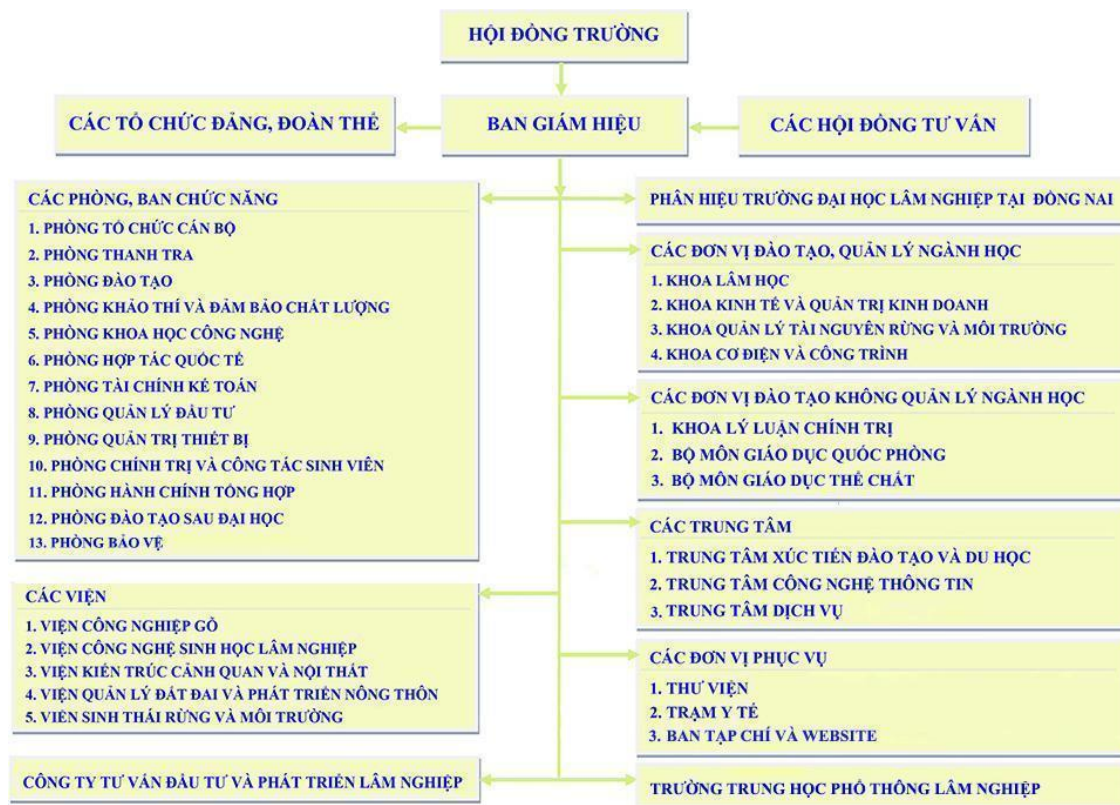 HỘI ĐỒNG TRƯỜNG
CÁC TỔ CHỨC ĐẢNG, ĐOÀN THỂ
BAN GIÁM HIỆU
CÁC HỘI ĐỒNG TƯ VẤN
CÁC PHÒNG, BAN CHỨC NĂNG
1. PHÒNG TỔ CHỨC CÁN BỘ
2. PHÒNG THANH TRA
3. PHÒNG ĐÀO TẠO
4. PHÒNG KHẢO THÍ VÀ ĐẢM BẢO CHẤT LƯỢNG
5. PHÒNG KHOA HỌC CÔNG NGHỆ
6. PHÒNG HỢP TÁC QUỐC TẾ
7. PHÒNG TÀI CHÍNH KẾ TOÁN
8. PHÒNG QUẢN LÝ ĐẦU TƯ
9. PHÒNG QUẢN TRỊ THIẾT BỊ
10. PHÒNG CHÍNH TRỊ VÀ CÔNG TÁC SINH VIÊN
11. PHÒNG HÀNH CHÍNH TỔNG HỢP
12. PHÒNG ĐÀO TẠO SAU ĐẠI HỌC
13. PHÒNG BẢO VỆ
CÁC VIỆN
1. VIỆN CÔNG NGHIỆP GỖ
2. VIỆN CÔNG NGHỆ SINH HỌC LÂM NGHIỆP
3. VIỆN KIẾN TRÚC CẢNH QUAN VÀ NỘI THẤT
4. VIỆN QUẢN LÝ ĐẤT ĐAI VÀ PHÁT TRIỂN NÔNG THÔN
5. VIỆN SINH THÁI RỪNG VÀ MÔI TRƯỜNG
CÔNG TY TƯ VẤN ĐẦU TƯ VÀ PHÁT TRIỂN LÂM NGHIỆP
PHÂN HIỆU TRƯỜNG ĐẠI HỌC LÂM NGHIỆP TẠI ĐỒNG NAI
CÁC ĐƠN VỊ ĐÀO TẠO, QUẢN LÝ NGÀNH HỌC
1. KHOA LÂM HỌC
2. KHOA KINH TẾ VÀ QUẢN TRỊ KINH DOANH
3. KHOA QUẢN LÝ TÀI NGUYÊN RỪNG VÀ MÔI TRƯỜNG
4. KHOA CƠ ĐIỆN VÀ CÔNG TRÌNH
CÁC ĐƠN VỊ ĐÀO TẠO KHÔNG QUẢN LÝ NGÀNH HỌC
1. KHOA LÝ LUẬN CHÍNH TRỊ
2. BỘ MÔN GIÁO DỤC QUỐC PHÒNG
3. BỘ MÔN GIÁO DỤC THỂ CHẤT
CÁC TRUNG TÂM
1. TRUNG TÂM XÚC TIẾN ĐÀO TẠO VÀ DU HỌC
2. TRUNG TÂM CÔNG NGHỆ THÔNG TIN
3. TRUNG TÂM DỊCH VỤ
CÁC ĐƠN VỊ PHỤC VỤ
1. THƯ VIỆN
2. TRẠM Y TẾ
3. BAN TẠP CHÍ VÀ WEBSITE
TRƯỜNG TRUNG HỌC PHỔ THÔNG LÂM NGHIỆP